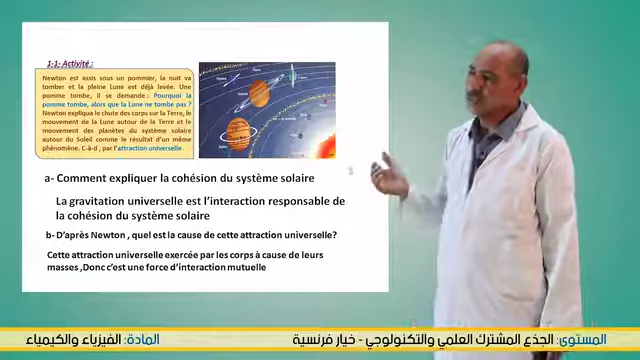 1-1- Activité :
Newton est assis sous un pommier, la nuit va
tomber et la pleine Lune est déjà levée. Une
pomme tombe, il se demande : Pourquoi la
pomme tombe, alors que la Lune ne tombe pas ?
Newton expliqua le chute des corps sur la Terre, le
mouvement de la Lune autour de la Terre et le
mouvement des planètes du système solaire
autour du Soleil comme le résultat d'un même
phénomène. C-à-d , par l'attraction universelle .
a- Comment expliquer la cohésion du système solaire
La gravitation universelle est l'interaction responsable de
la cohésion du système solaire
b- D'après Newton , quel est la cause de cette attraction universelle?
Cette attraction universelle exercée par les corps à cause de leurs
masses ,Donc c'est une force d'interaction mutuelle
المستوى: الجذع المشترك العلمي والتكنولوجي - خيار فرنسية
المادة: الفيزياء والكيمياء